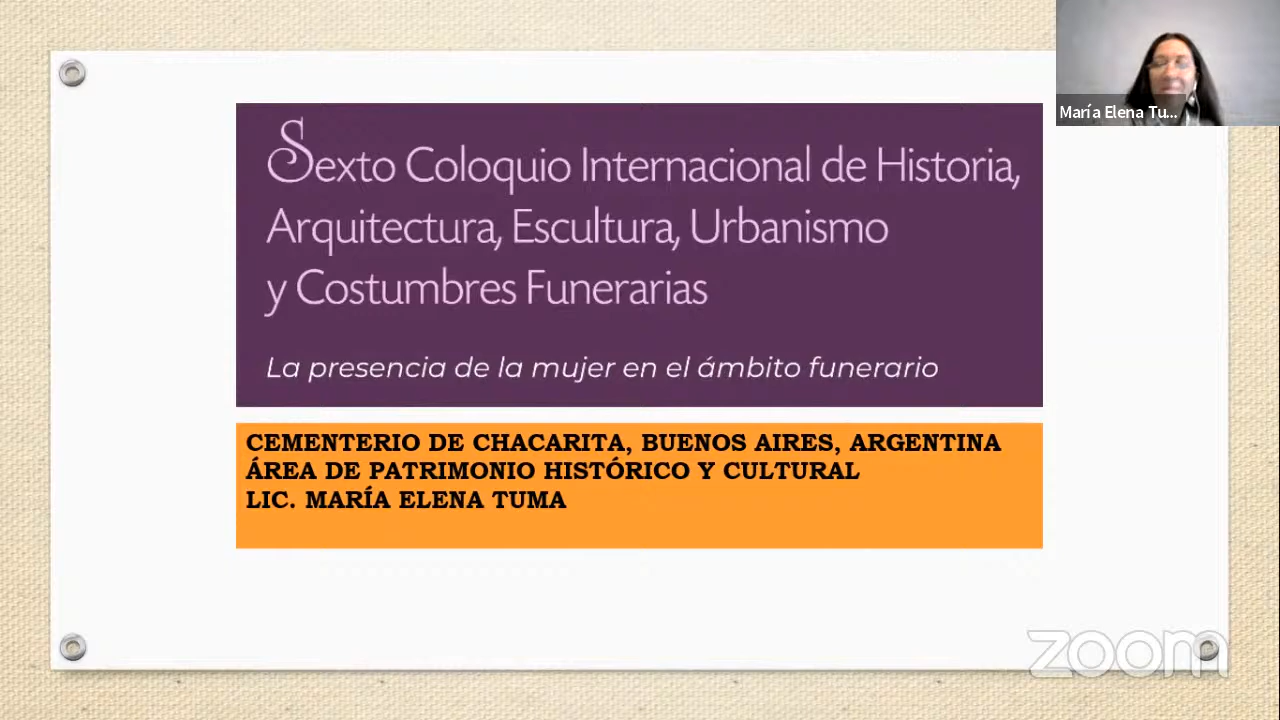 Sexto Coloquio Internacional de Historia,
Arquitectura, Escultura, Urbanismo
y Costumbres Funerarias
La presencia de la mujer en el ámbito funerario
CEMENTERIO DE CHACARITA, BUENOS AIRES, ARGENTINA
ÁREA DE PATRIMONIO HISTÓRICO Y CULTURAL
LIC. MARÍA ELENA TUMA
María Elena Tu...
zoom